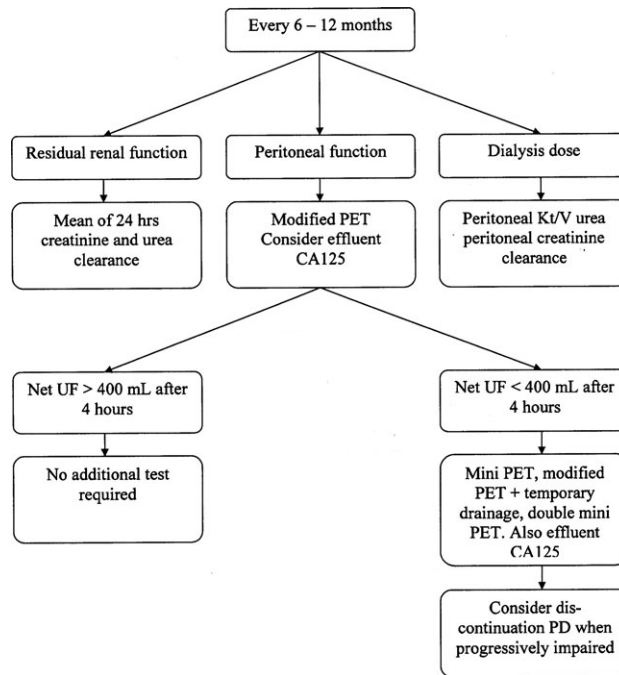 Every 6 – 12 months
Residual renal function
Peritoneal function
Dialysis dose
Mean of 24 hrs
creatinine and urea
clearance
Modified PET
Consider effluent
CA125
Peritoneal Kt/V urea
peritoneal creatinine
clearance
Net UF > 400 mL after
4 hours
Net UF < 400 mL after
4 hours
No additional test
required
Mini PET, modified
PET + temporary
drainage, double mini
PET. Also effluent
CA125
Consider dis-
continuation PD when
progressively impaired